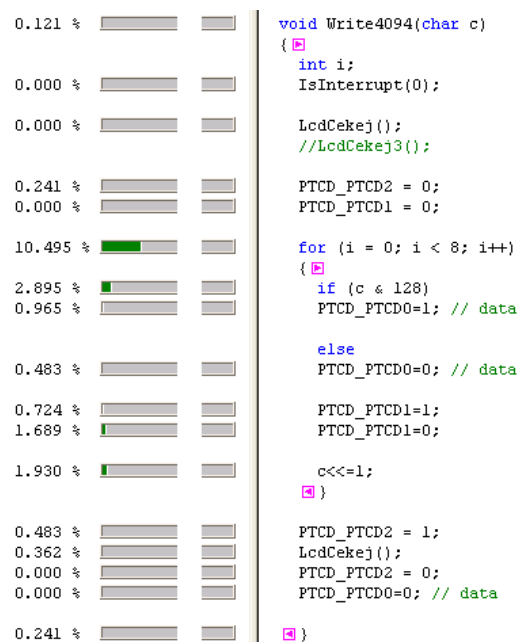 0.121 % void Write4094(char c)
{
int i;
0.000 % IsInterrupt(0);
0.000 % LcdCekej();
//LcdCekej3();
0.241 % PTCD_PTCD2 = 0;
0.000 % PTCD_PTCD1 = 0;
10.495 % for (i = 0; i < 8; i++)
{
2.895 % if (c & 128)
0.965 % PTCD_PTCD0=1; // data
else
0.483 % PTCD_PTCD0=0; // data
0.724 % PTCD_PTCD1=1;
1.689 % PTCD_PTCD1=0;
1.930 % c<<=1;
}
0.483 % PTCD_PTCD2 = 1;
0.362 % LcdCekej();
0.000 % PTCD_PTCD2 = 0;
0.000 % PTCD_PTCD0=0; // data
0.241 % }